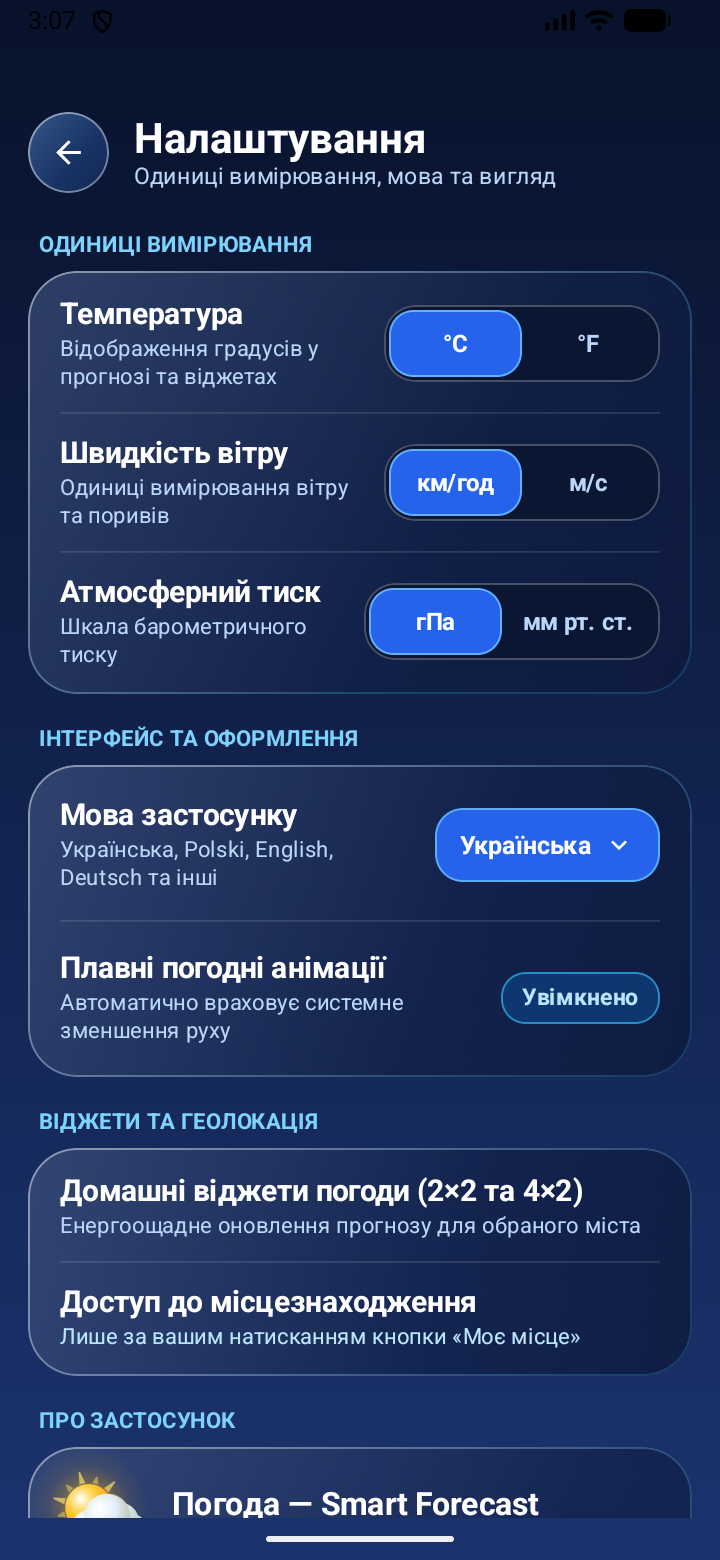 3:07
Налаштування
Одиниці вимірювання, мова та вигляд
ОДИНИЦІ ВИМІРЮВАННЯ
Температура
Відображення градусів у
прогнозі та віджетах
°C
°F
Швидкість вітру
Одиниці вимірювання вітру
та поривів
км/год
м/с
Атмосферний тиск
Шкала барометричного
тиску
гПа
мм рт. ст.
ІНТЕРФЕЙС ТА ОФОРМЛЕННЯ
Мова застосунку
Українська, Polski, English,
Deutsch та інші
Українська
Плавні погодні анімації
Автоматично враховує системне
зменшення руху
Увімкнено
ВІДЖЕТИ ТА ГЕОЛОКАЦІЯ
Домашні віджети погоди (2×2 та 4×2)
Енергоощадне оновлення прогнозу для обраного міста
Доступ до місцезнаходження
Лише за вашим натисканням кнопки «Моє місце»
ПРО ЗАСТОСУНОК
Погода — Smart Forecast